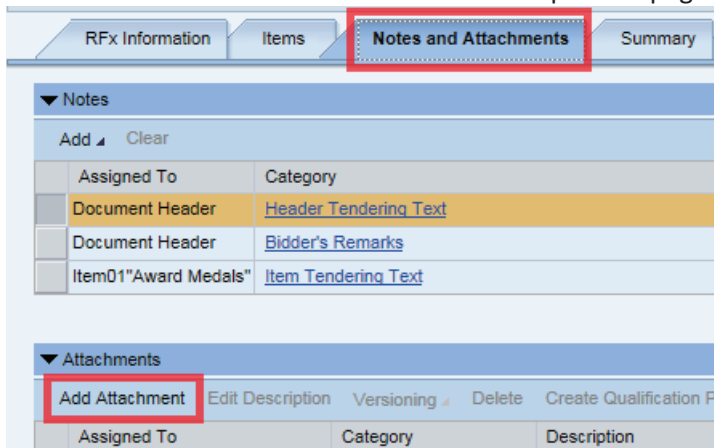 RFx Information Items Notes and Attachments Summary
Notes
Add Clear
Assigned To Category
Document Header Header Tendering Text
Document Header Bidder's Remarks
Item01"Award Medals" Item Tendering Text
Attachments
Add Attachment Edit Description Versioning Delete Create Qualification P
Assigned To Category Description